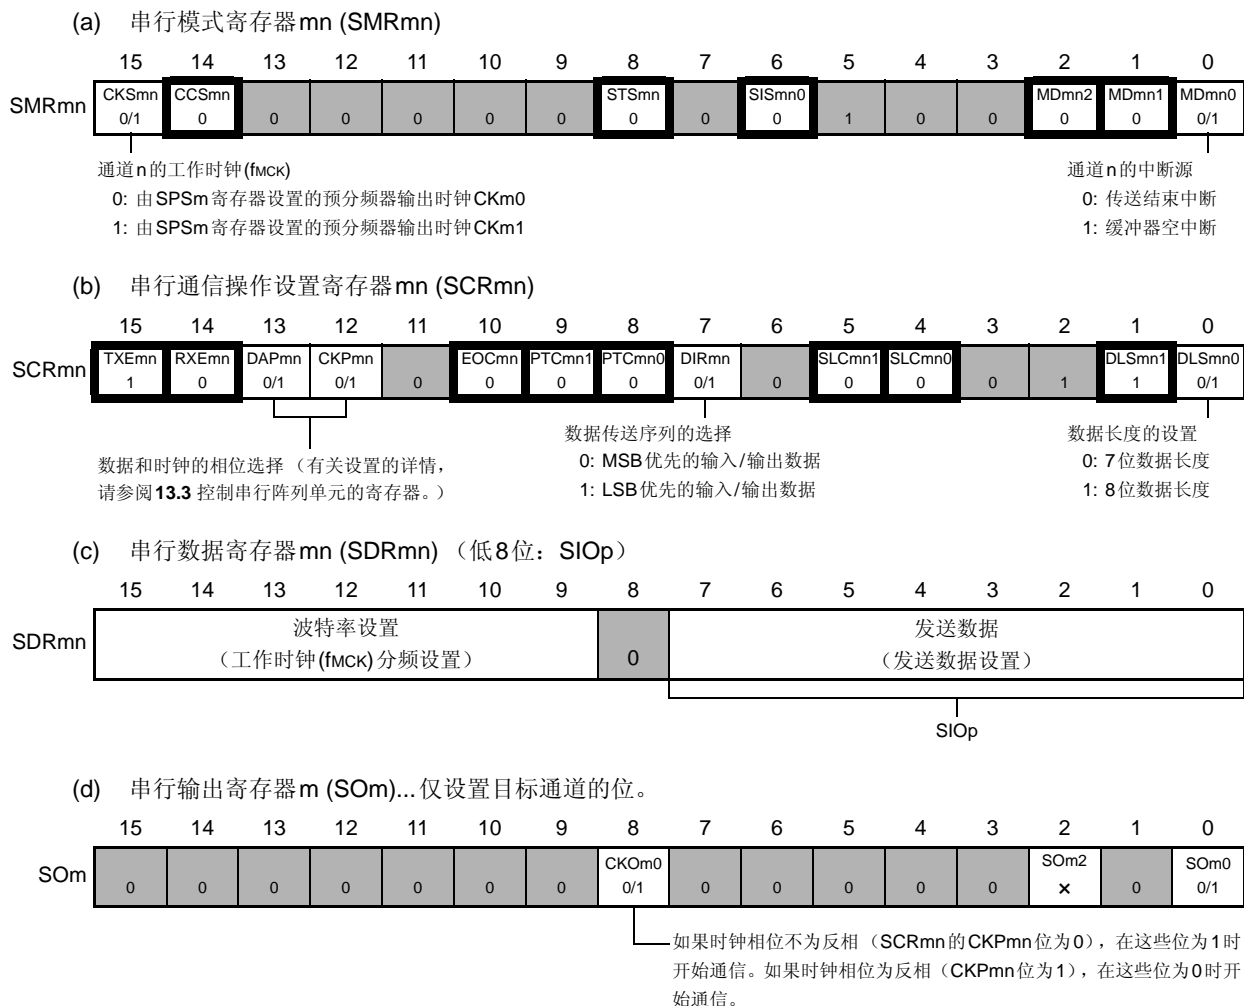 (a) 串行模式寄存器mn (SMRmn)
15 14 13 12 11 10 9 8 7 6 5 4 3 2 1 0
SMRmn CKSmn CCSmn STSmn SISmn0 MDmn2 MDmn1 MDmn0
0/1 0 0 0 0 0 0 0 0 0 1 0 0 0 0 0/1
通道n的工作时钟(fMCK)
0: 由SPSm寄存器设置的预分频器输出时钟CKm0
1: 由SPSm寄存器设置的预分频器输出时钟CKm1
通道n的中断源
0: 传送结束中断
1: 缓冲器空中断
(b) 串行通信操作设置寄存器mn (SCRmn)
15 14 13 12 11 10 9 8 7 6 5 4 3 2 1 0
SCRmn TXEmn RXEmn DAPmn CKPmn EOCmn PTCmn1 PTCmn0 DIRmn SLCmn1 SLCmn0 DLSmn1 DLSmn0
1 0 0/1 0/1 0 0 0 0 0/1 0 0 0 0 1 1 0/1
数据和时钟的相位选择（有关设置的详情，
请参阅13.3 控制串行阵列单元的寄存器。）
数据传送序列的选择
0: MSB优先的输入/输出数据
1: LSB优先的输入/输出数据
数据长度的设置
0: 7位数据长度
1: 8位数据长度
(c) 串行数据寄存器mn (SDRmn)（低8位：SIOp）
15 14 13 12 11 10 9 8 7 6 5 4 3 2 1 0
SDRmn
波特率设置
（工作时钟(fMCK)分频设置）
0
发送数据
（发送数据设置）
SIOp
(d) 串行输出寄存器m (SOm)...仅设置目标通道的位。
15 14 13 12 11 10 9 8 7 6 5 4 3 2 1 0
SOm CKOm0 SOm2 SOm0
0 0 0 0 0 0 0 0/1 0 0 0 0 0 × 0 0/1
如果时钟相位不为反相（SCRmn的CKPmn位为0），在这些位为1时
开始通信。如果时钟相位为反相（CKPmn位为1），在这些位为0时开
始通信。